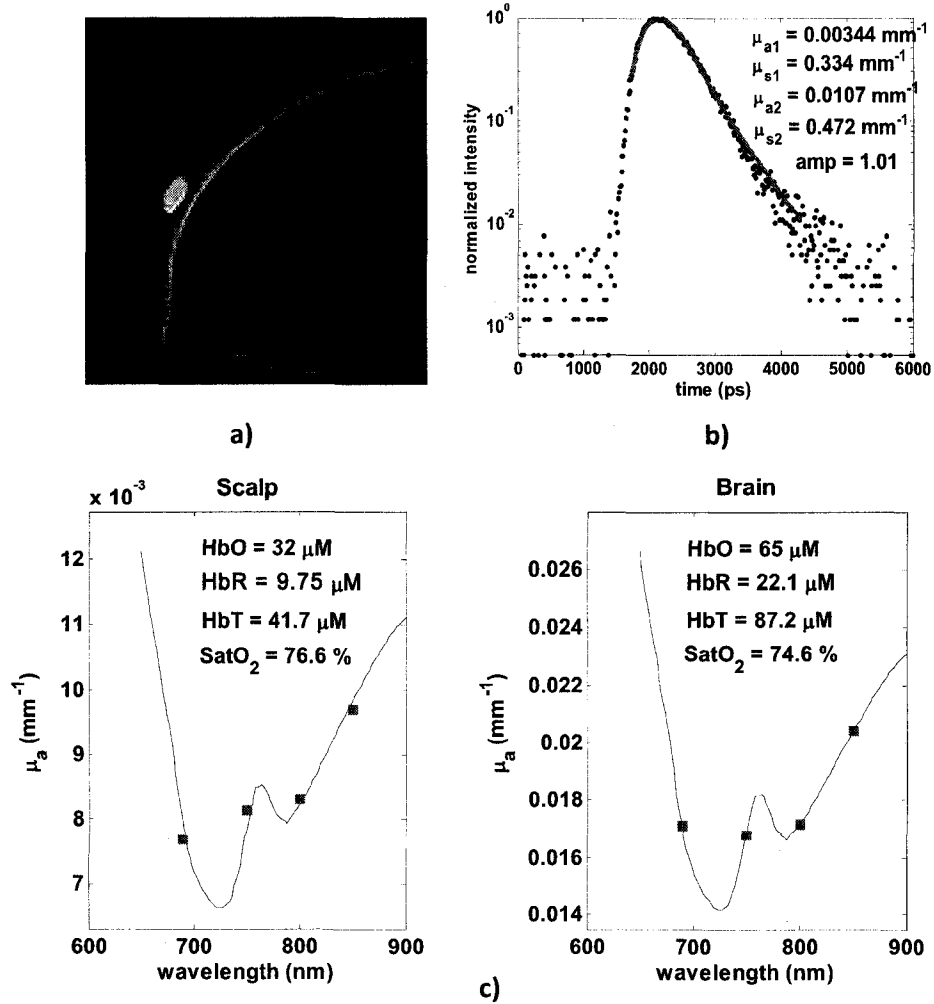 10⁰
10⁻¹
10⁻²
10⁻³
normalized intensity
μa1 = 0.00344 mm⁻¹
μs1 = 0.334 mm⁻¹
μa2 = 0.0107 mm⁻¹
μs2 = 0.472 mm⁻¹
amp = 1.01
0 1000 2000 3000 4000 5000 6000
time (ps)
a)
b)
x 10⁻³
Scalp
HbO = 32 μM
HbR = 9.75 μM
HbT = 41.7 μM
SatO₂ = 76.6 %
12
11
10
9
8
7
μa (mm⁻¹)
600 700 800 900
wavelength (nm)
Brain
HbO = 65 μM
HbR = 22.1 μM
HbT = 87.2 μM
SatO₂ = 74.6 %
0.026
0.024
0.022
0.02
0.018
0.016
0.014
μa (mm⁻¹)
600 700 800 900
wavelength (nm)
c)